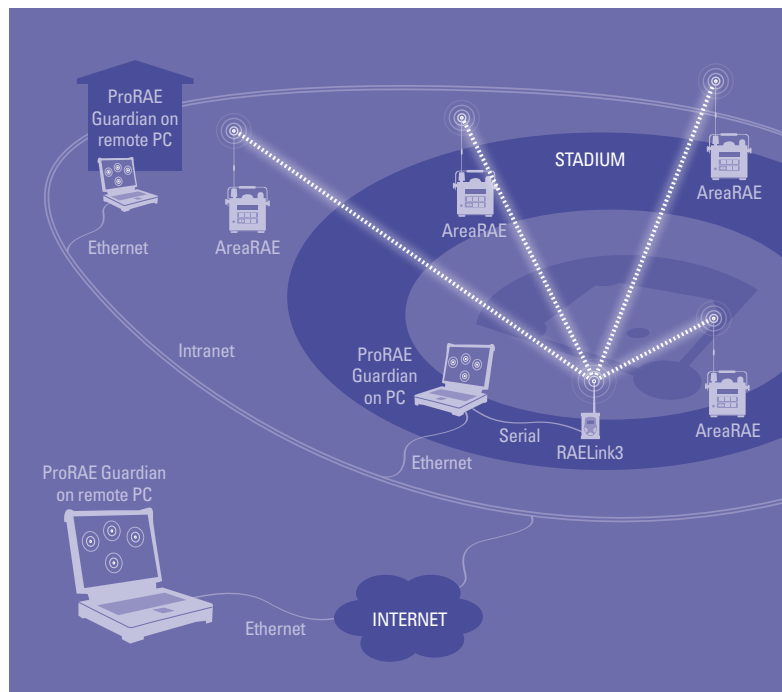 ProRAE
Guardian on
remote PC
STADIUM
AreaRAE
AreaRAE
AreaRAE
Ethernet
Intranet
ProRAE
Guardian
on PC
Serial
AreaRAE
RAELink3
Ethernet
ProRAE Guardian
on remote PC
INTERNET
Ethernet